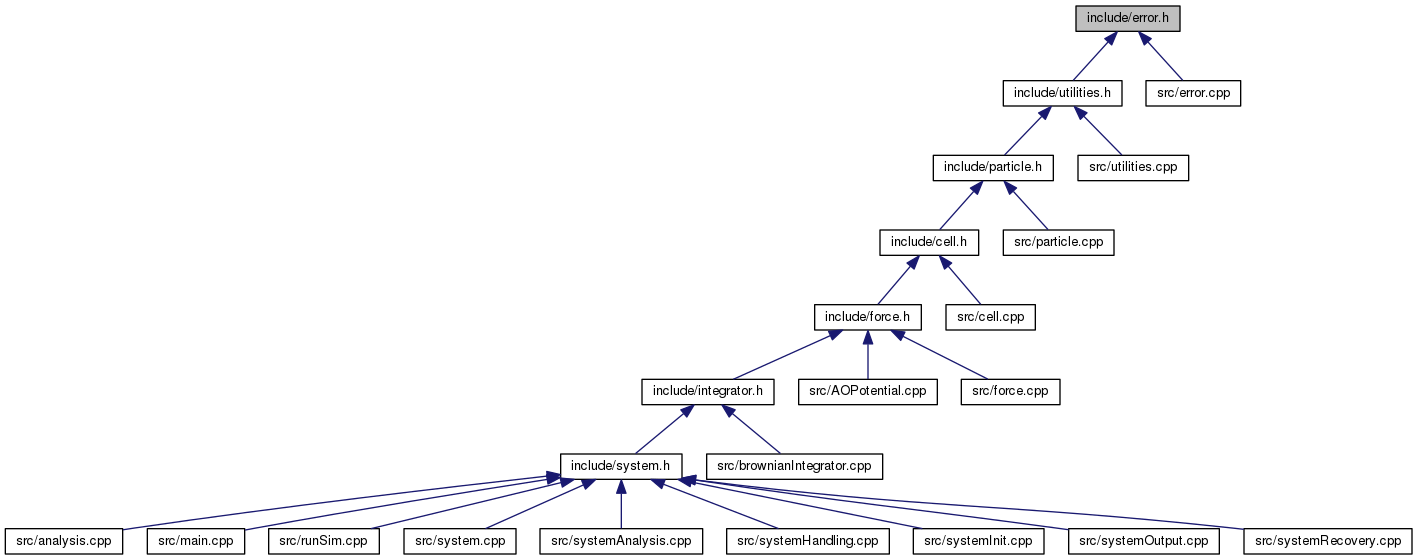 include/error.h
include/utilities.h
src/error.cpp
include/particle.h
src/utilities.cpp
include/cell.h
src/particle.cpp
include/force.h
src/cell.cpp
include/integrator.h
src/AOPotential.cpp
src/force.cpp
include/system.h
src/brownianIntegrator.cpp
src/analysis.cpp
src/main.cpp
src/runSim.cpp
src/system.cpp
src/systemAnalysis.cpp
src/systemHandling.cpp
src/systemInit.cpp
src/systemOutput.cpp
src/systemRecovery.cpp